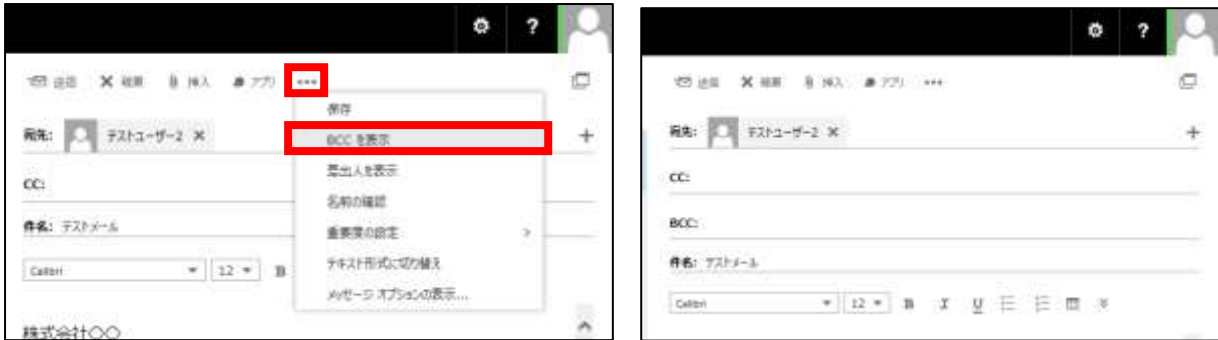 ?
送信 破棄 挿入 アプリ •••
宛先: テストユーザー2 ×
CC:
件名: テストメール
Calibri 12 B
株式会社〇〇
保存
BCC を表示
差出人を表示
名前の確認
重要度の設定 >
テキスト形式に切り替え
メッセージ オプションの表示...
?
送信 破棄 挿入 アプリ •••
宛先: テストユーザー2 ×
CC:
BCC:
件名: テストメール
Calibri 12 B I U